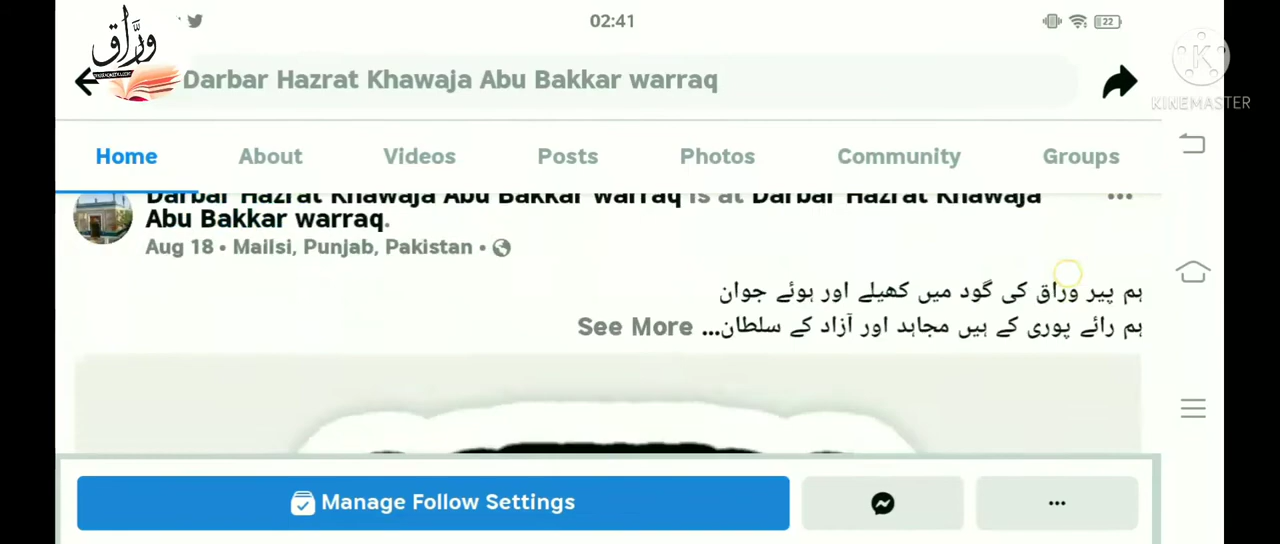 ورّاق
02:41
22
Darbar Hazrat Khawaja Abu Bakkar warraq
KINEMASTER
Home About Videos Posts Photos Community Groups
Darbar Hazrat Khawaja Abu Bakkar warraq is at Darbar Hazrat Khawaja
Abu Bakkar warraq.
Aug 18 • Mailsi, Punjab, Pakistan •
ہم پیر وراق کی گود میں کھیلے اور ہوئے جوان
ہم رائے پوری کے ہیں مجاہد اور آزاد کے سلطان... See More
Manage Follow Settings